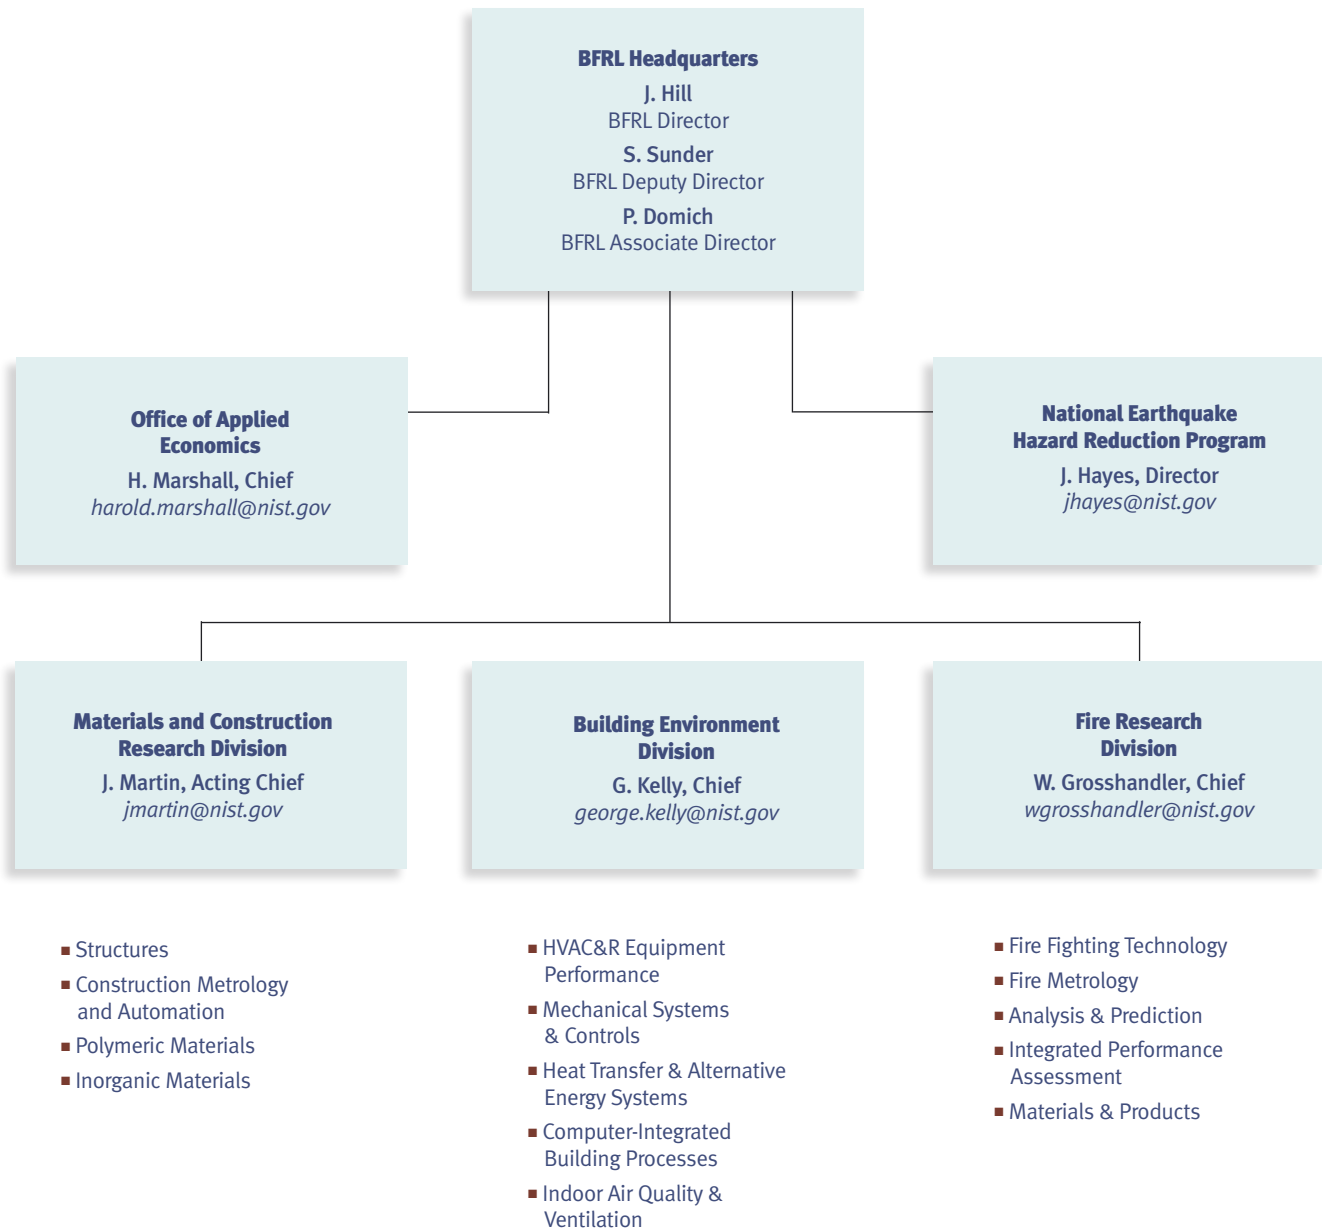 BFRL Headquarters
J. Hill
BFRL Director
S. Sunder
BFRL Deputy Director
P. Domich
BFRL Associate Director
Office of Applied
Economics
H. Marshall, Chief
harold.marshall@nist.gov
National Earthquake
Hazard Reduction Program
J. Hayes, Director
jhayes@nist.gov
Materials and Construction
Research Division
J. Martin, Acting Chief
jmartin@nist.gov
Building Environment
Division
G. Kelly, Chief
george.kelly@nist.gov
Fire Research
Division
W. Grosshandler, Chief
wgrosshandler@nist.gov
■ Structures
■ Construction Metrology
and Automation
■ Polymeric Materials
■ Inorganic Materials
■ HVAC&R Equipment
Performance
■ Mechanical Systems
& Controls
■ Heat Transfer & Alternative
Energy Systems
■ Computer-Integrated
Building Processes
■ Indoor Air Quality &
Ventilation
■ Fire Fighting Technology
■ Fire Metrology
■ Analysis & Prediction
■ Integrated Performance
Assessment
■ Materials & Products